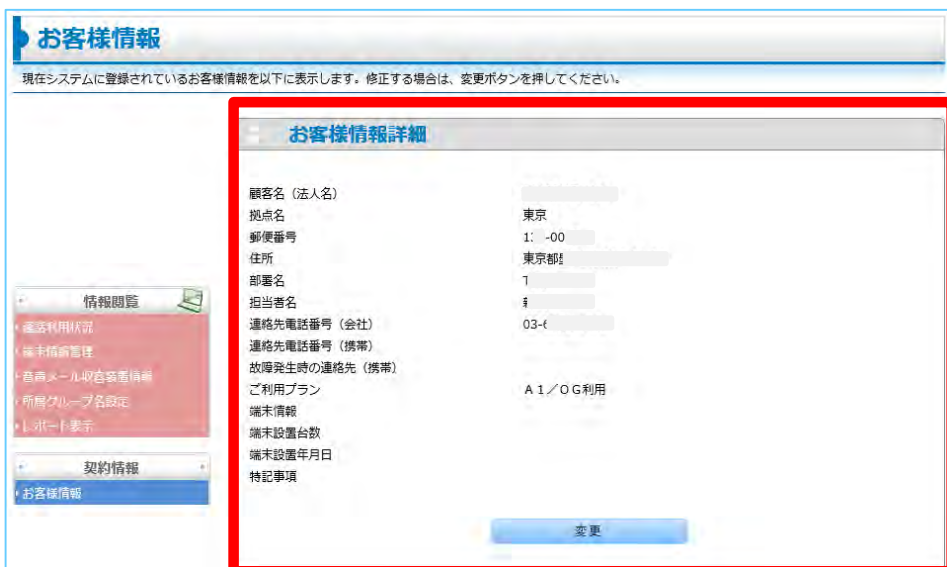 お客様情報
現在システムに登録されているお客様情報を以下に表示します。修正する場合は、変更ボタンを押してください。
お客様情報詳細
顧客名（法人名）
拠点名 東京
郵便番号 1 -00
住所 東京都
部署名
担当者名
連絡先電話番号（会社） 03-6
連絡先電話番号（携帯）
故障発生時の連絡先（携帯）
ご利用プラン Ａ１／ＯＧ利用
端末情報
端末設置台数
端末設置年月日
特記事項
変更
情報閲覧
通話利用状況
端末情報管理
音声メール収容装置情報
所属グループ名設定
レポート表示
契約情報
お客様情報